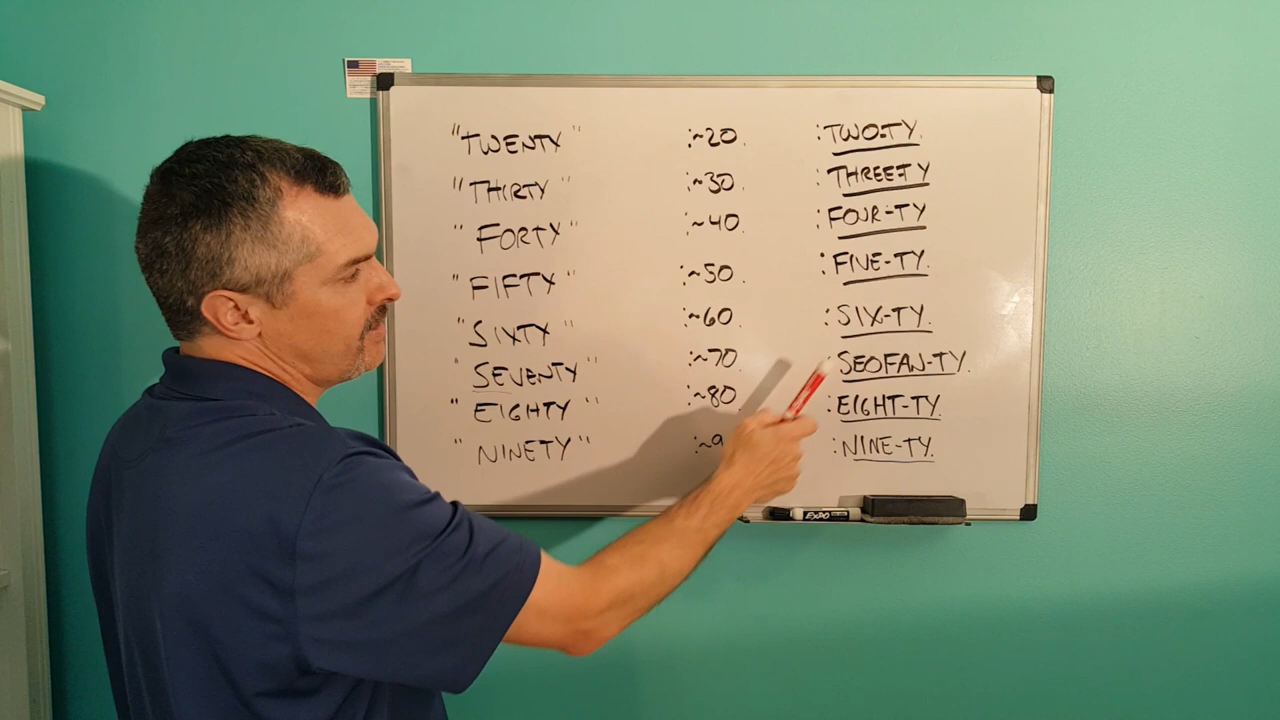 "TWENTY" :~20. :TWO-TY.
"THIRTY" :~30. :THREE-TY
"FORTY" :~40. :FOUR-TY
"FIFTY" :~50. :FIVE-TY.
"SIXTY" :~60. :SIX-TY.
"SEVENTY" :~70. :SEOFAN-TY.
"EIGHTY" :~80. :EIGHT-TY.
"NINETY" :~9 :NINE-TY.
EXPO